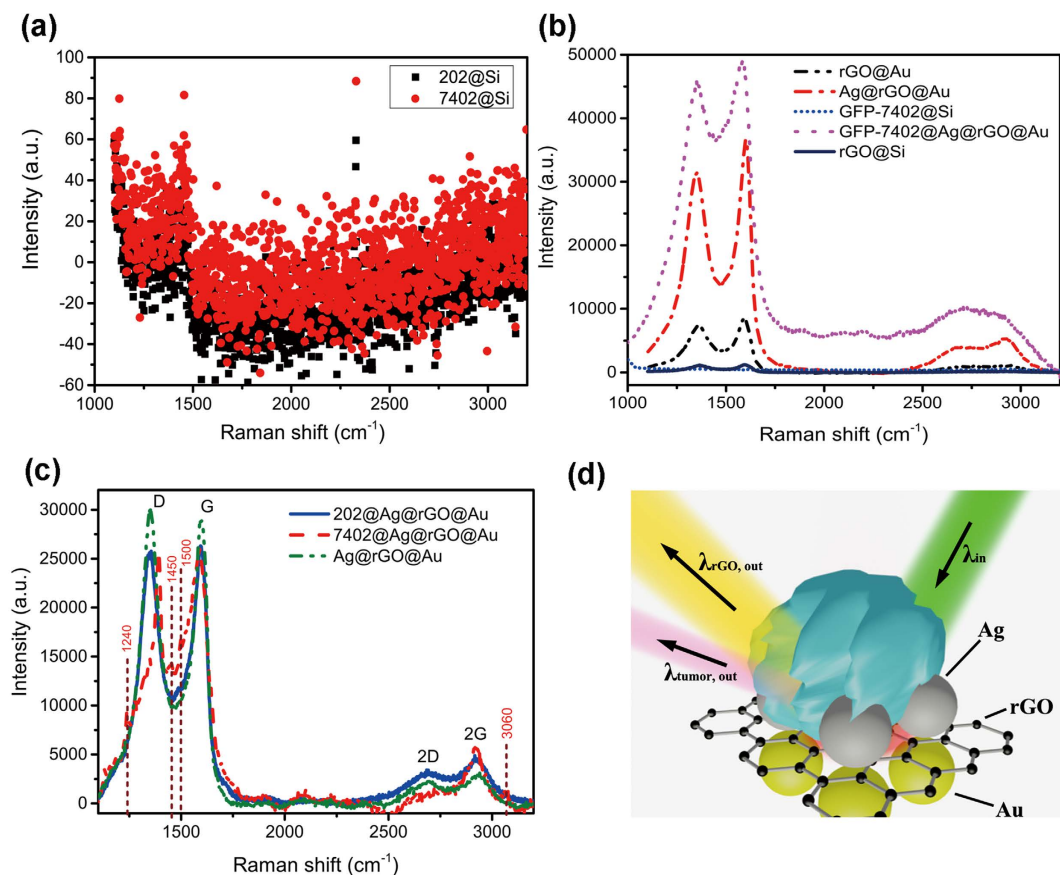 (a)
100
80
60
40
20
0
-20
-40
-60
1000 1500 2000 2500 3000
Intensity (a.u.)
Raman shift (cm⁻¹)
202@Si
7402@Si
(b)
50000
40000
30000
20000
10000
0
1000 1500 2000 2500 3000
Intensity (a.u.)
Raman shift (cm⁻¹)
rGO@Au
Ag@rGO@Au
GFP-7402@Si
GFP-7402@Ag@rGO@Au
rGO@Si
(c)
30000
25000
20000
15000
10000
5000
0
1500 2000 2500 3000
Intensity (a.u.)
Raman shift (cm⁻¹)
D
G
2D
2G
1240
1450
1500
3060
202@Ag@rGO@Au
7402@Ag@rGO@Au
Ag@rGO@Au
(d)
λrGO, out
λin
λtumor, out
Ag
rGO
Au